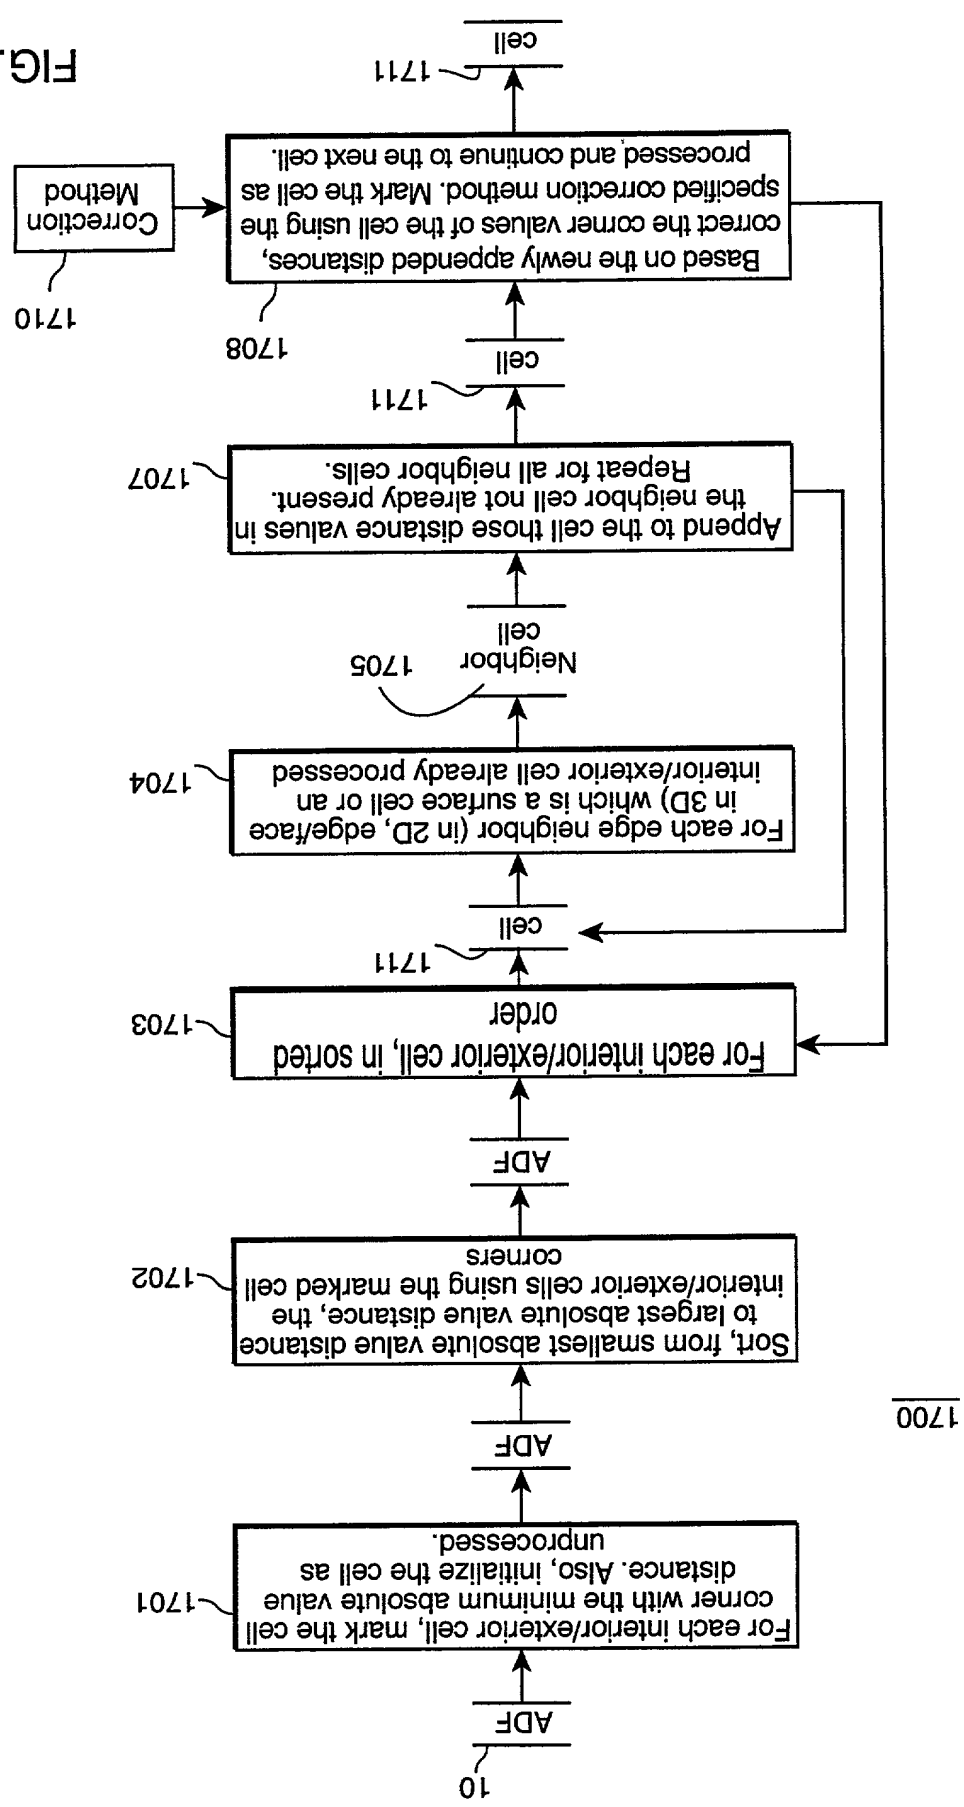 10
ADF
For each interior/exterior cell, mark the cell
corner with the minimum absolute value
distance. Also, initialize the cell as
unprocessed.
1701
ADF
1700
Sort, from smallest absolute value distance
to largest absolute value distance, the
interior/exterior cells using the marked cell
corners
1702
ADF
For each interior/exterior cell, in sorted
order
1703
1711
cell
For each edge neighbor (in 2D, edge/face
in 3D) which is a surface cell or an
interior/exterior cell already processed
1704
Neighbor
cell
1705
Append to the cell those distance values in
the neighbor cell not already present.
Repeat for all neighbor cells.
1707
1711
cell
1708
1710
Based on the newly appended distances,
correct the corner values of the cell using the
specified correction method. Mark the cell as
processed and continue to the next cell.
Correction
Method
1711
cell
FIG.